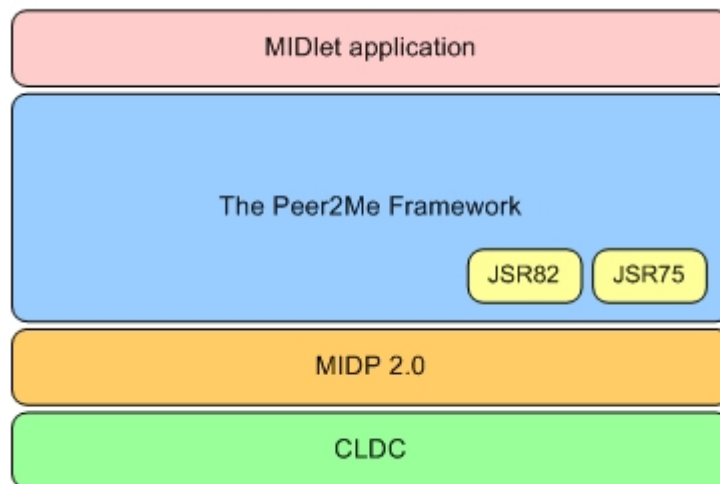 MIDlet application
The Peer2Me Framework
JSR82 JSR75
MIDP 2.0
CLDC